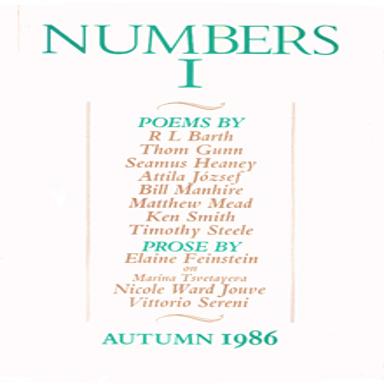 NUMBERS
I
POEMS BY
R L Barth
Thom Gunn
Seamus Heaney
Attila József
Bill Manhire
Matthew Mead
Ken Smith
Timothy Steele
PROSE BY
Elaine Feinstein
on
Marina Tsvetayeva
Nicole Ward Jouve
Vittorio Sereni
AUTUMN 1986